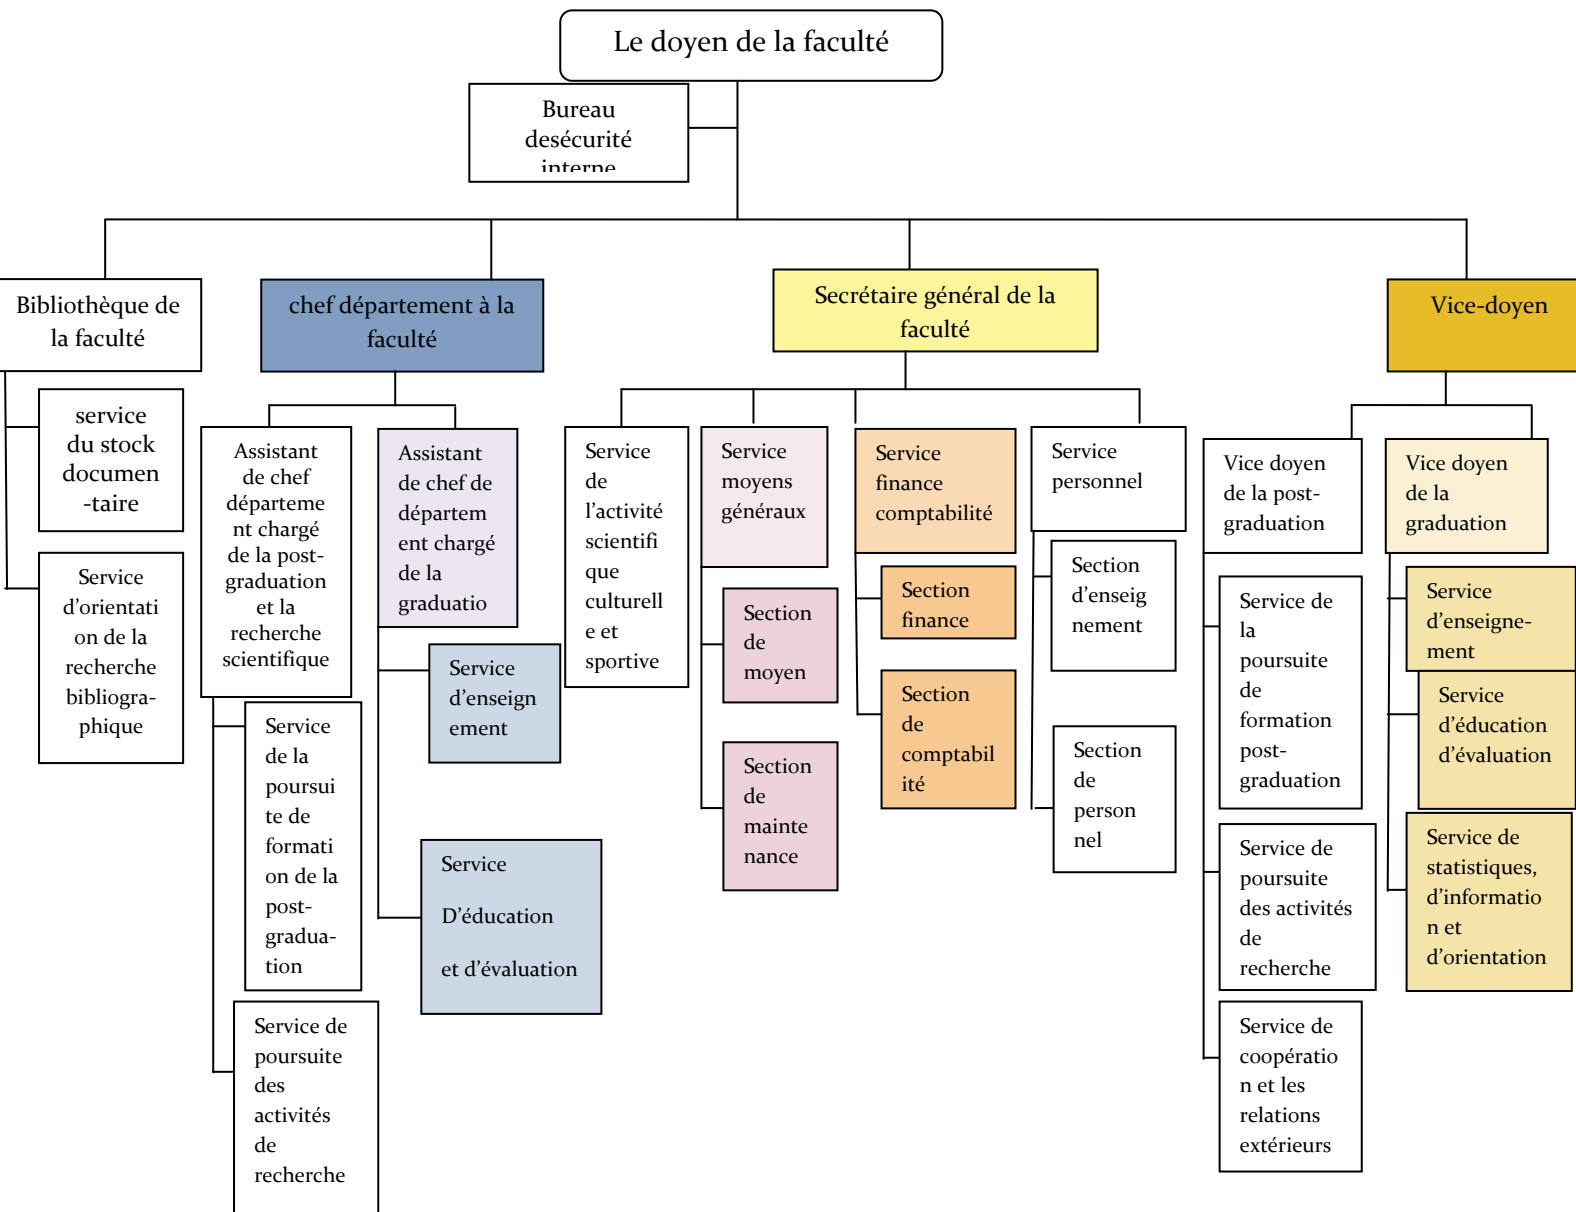 Le doyen de la faculté
Bureau
desécurité
interne
Bibliothèque de
la faculté
chef département à la
faculté
Secrétaire général de la
faculté
Vice-doyen
service
du stock
documen
-taire
Service
d'orientati
on de la
recherche
bibliogra-
phique
Assistant
de chef
départeme
nt chargé
de la post-
graduation
et la
recherche
scientifique
Service
de la
poursui
te de
formati
on de la
post-
gradua-
tion
Service de
poursuite
des
activités
de
recherche
Assistant
de chef de
départem
ent chargé
de la
graduatio
Service
d'enseign
ement
Service
D'éducation
et d'évaluation
Service
de
l'activité
scientifi
que
culturell
e et
sportive
Service
moyens
généraux
Section
de
moyen
Section
de
mainte
nance
Service
finance
comptabilité
Section
finance
Section
de
comptabil
ité
Service
personnel
Section
d'enseig
nement
Section
de
person
nel
Vice doyen
de la post-
graduation
Service de
la
poursuite
de
formation
post-
graduation
Service de
poursuite
des activités
de
recherche
Service de
coopératio
n et les
relations
extérieurs
Vice doyen
de la
graduation
Service
d'enseigne-
ment
Service
d'éducation
d'évaluation
Service de
statistiques,
d'informatio
n et
d'orientation